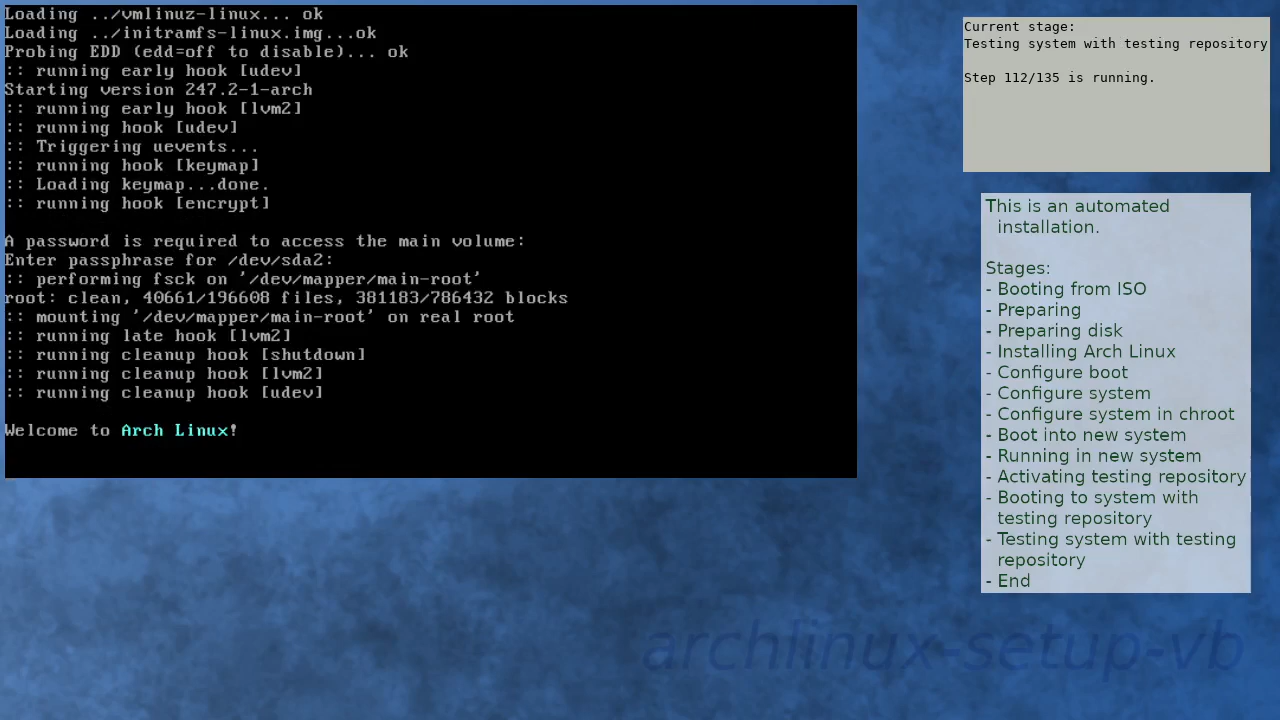 Loading ../vmlinuz-linux... ok
Loading ../initramfs-linux.img...ok
Probing EDD (edd=off to disable)... ok
:: running early hook [udev]
Starting version 247.2-1-arch
:: running early hook [lvm2]
:: running hook [udev]
:: Triggering uevents...
:: running hook [keymap]
:: Loading keymap...done.
:: running hook [encrypt]
A password is required to access the main volume:
Enter passphrase for /dev/sda2:
:: performing fsck on '/dev/mapper/main-root'
root: clean, 40661/196608 files, 381183/786432 blocks
:: mounting '/dev/mapper/main-root' on real root
:: running late hook [lvm2]
:: running cleanup hook [shutdown]
:: running cleanup hook [lvm2]
:: running cleanup hook [udev]
Welcome to Arch Linux!
Current stage:
Testing system with testing repository
Step 112/135 is running.
This is an automated
installation.
Stages:
- Booting from ISO
- Preparing
- Preparing disk
- Installing Arch Linux
- Configure boot
- Configure system
- Configure system in chroot
- Boot into new system
- Running in new system
- Activating testing repository
- Booting to system with
testing repository
- Testing system with testing
repository
- End
archlinux-setup-vb